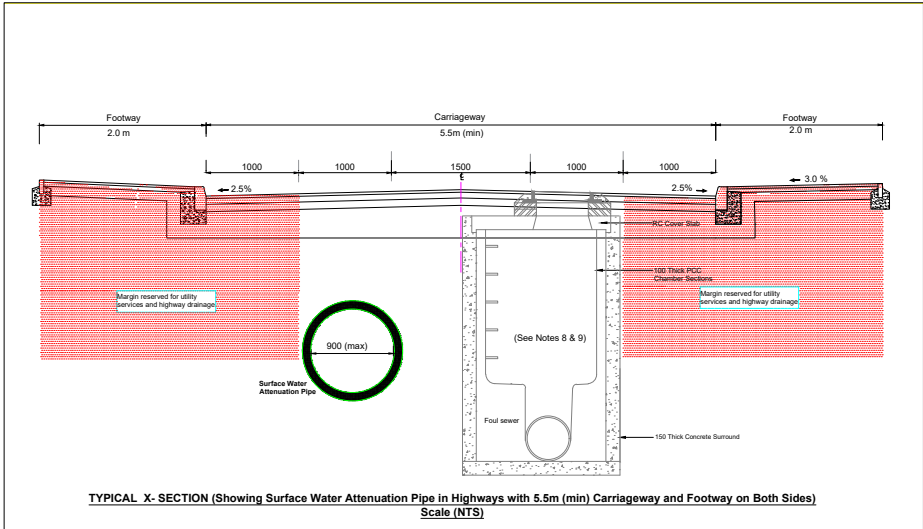 Footway
Carriageway
Footway
2.0 m
5.5m (min)
2.0 m
1000
1000
1500
1000
1000
℄
2.5%
2.5%
3.0 %
RC Cover Slab
100 Thick PCC
Chamber Sections
Margin reserved for utility
services and highway drainage
Margin reserved for utility
services and highway drainage
(See Notes 8 & 9)
900 (max)
Surface Water
Attenuation Pipe
Foul sewer
150 Thick Concrete Surround
TYPICAL X- SECTION (Showing Surface Water Attenuation Pipe in Highways with 5.5m (min) Carriageway and Footway on Both Sides)
Scale (NTS)